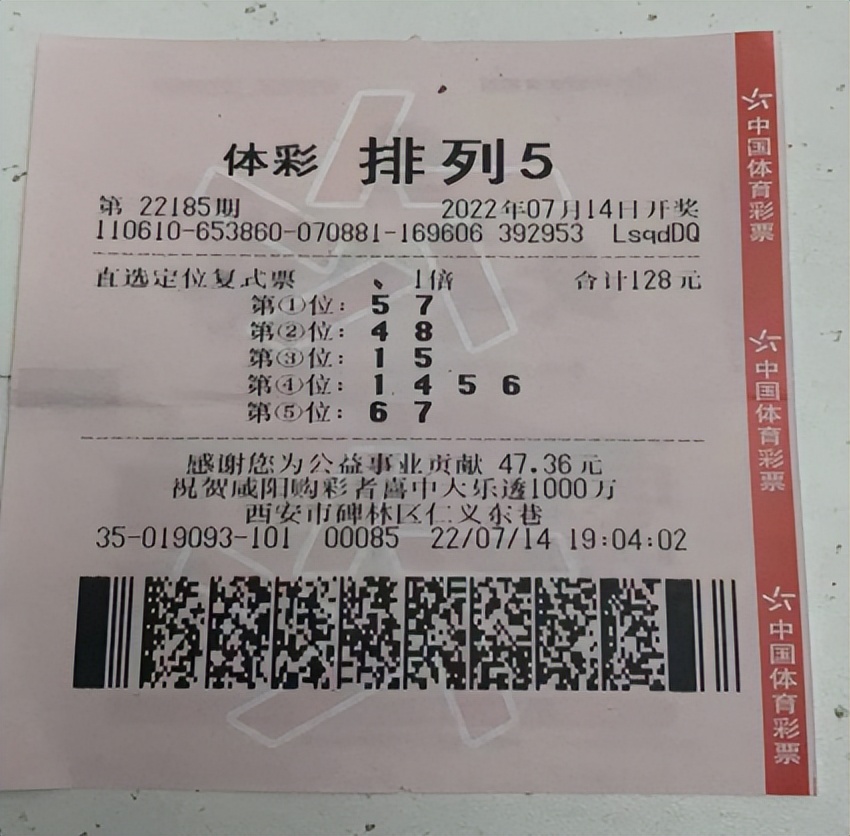 体彩 排列5
第 22185期 2022年07月14日开奖
110610-653860-070881-169606 392953 LsqdDQ
直选定位复式票 、 1倍 合计128元
第①位: 5 7
第②位: 4 8
第③位: 1 5
第④位: 1 4 5 6
第⑤位: 6 7
感谢您为公益事业贡献 47.36元
祝贺咸阳购彩者喜中大乐透1000万
西安市碑林区仁义东巷
35-019093-101 00085 22/07/14 19:04:02
中国体育彩票
中国体育彩票
中国体育彩票